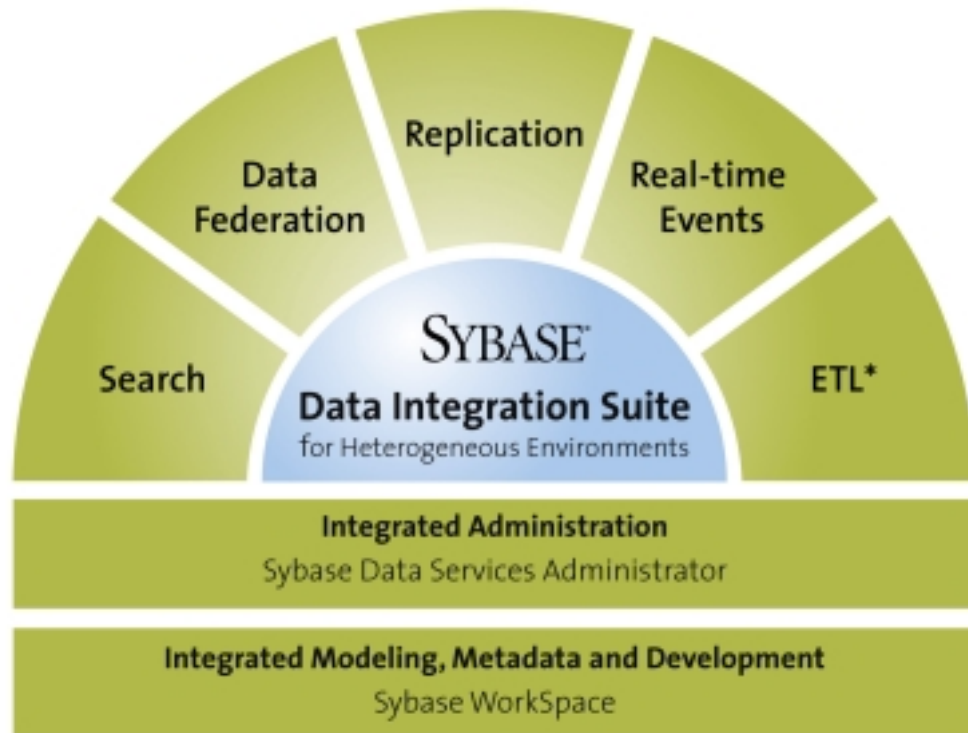 Replication
Data
Federation
Real-time
Events
Search
SYBASE®
Data Integration Suite
for Heterogeneous Environments
ETL*
Integrated Administration
Sybase Data Services Administrator
Integrated Modeling, Metadata and Development
Sybase WorkSpace